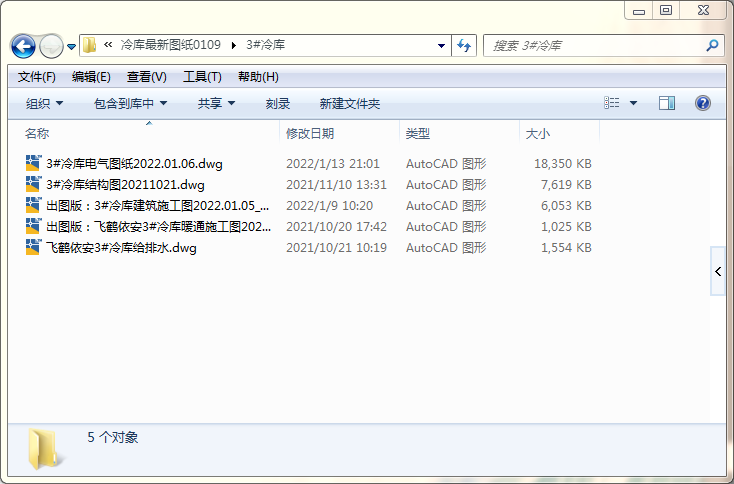 « 冷库最新图纸0109 3#冷库 搜索 3#冷库
文件(F) 编辑(E) 查看(V) 工具(T) 帮助(H)
组织 包含到库中 共享 刻录 新建文件夹
名称 修改日期 类型 大小
3#冷库电气图纸2022.01.06.dwg 2022/1/13 21:01 AutoCAD 图形 18,350 KB
3#冷库结构图20211021.dwg 2021/11/10 13:31 AutoCAD 图形 7,619 KB
出图版：3#冷库建筑施工图2022.01.05_... 2022/1/9 10:20 AutoCAD 图形 6,053 KB
出图版：飞鹤依安3#冷库暖通施工图202... 2021/10/20 17:42 AutoCAD 图形 1,025 KB
飞鹤依安3#冷库给排水.dwg 2021/10/21 10:19 AutoCAD 图形 1,554 KB
5 个对象